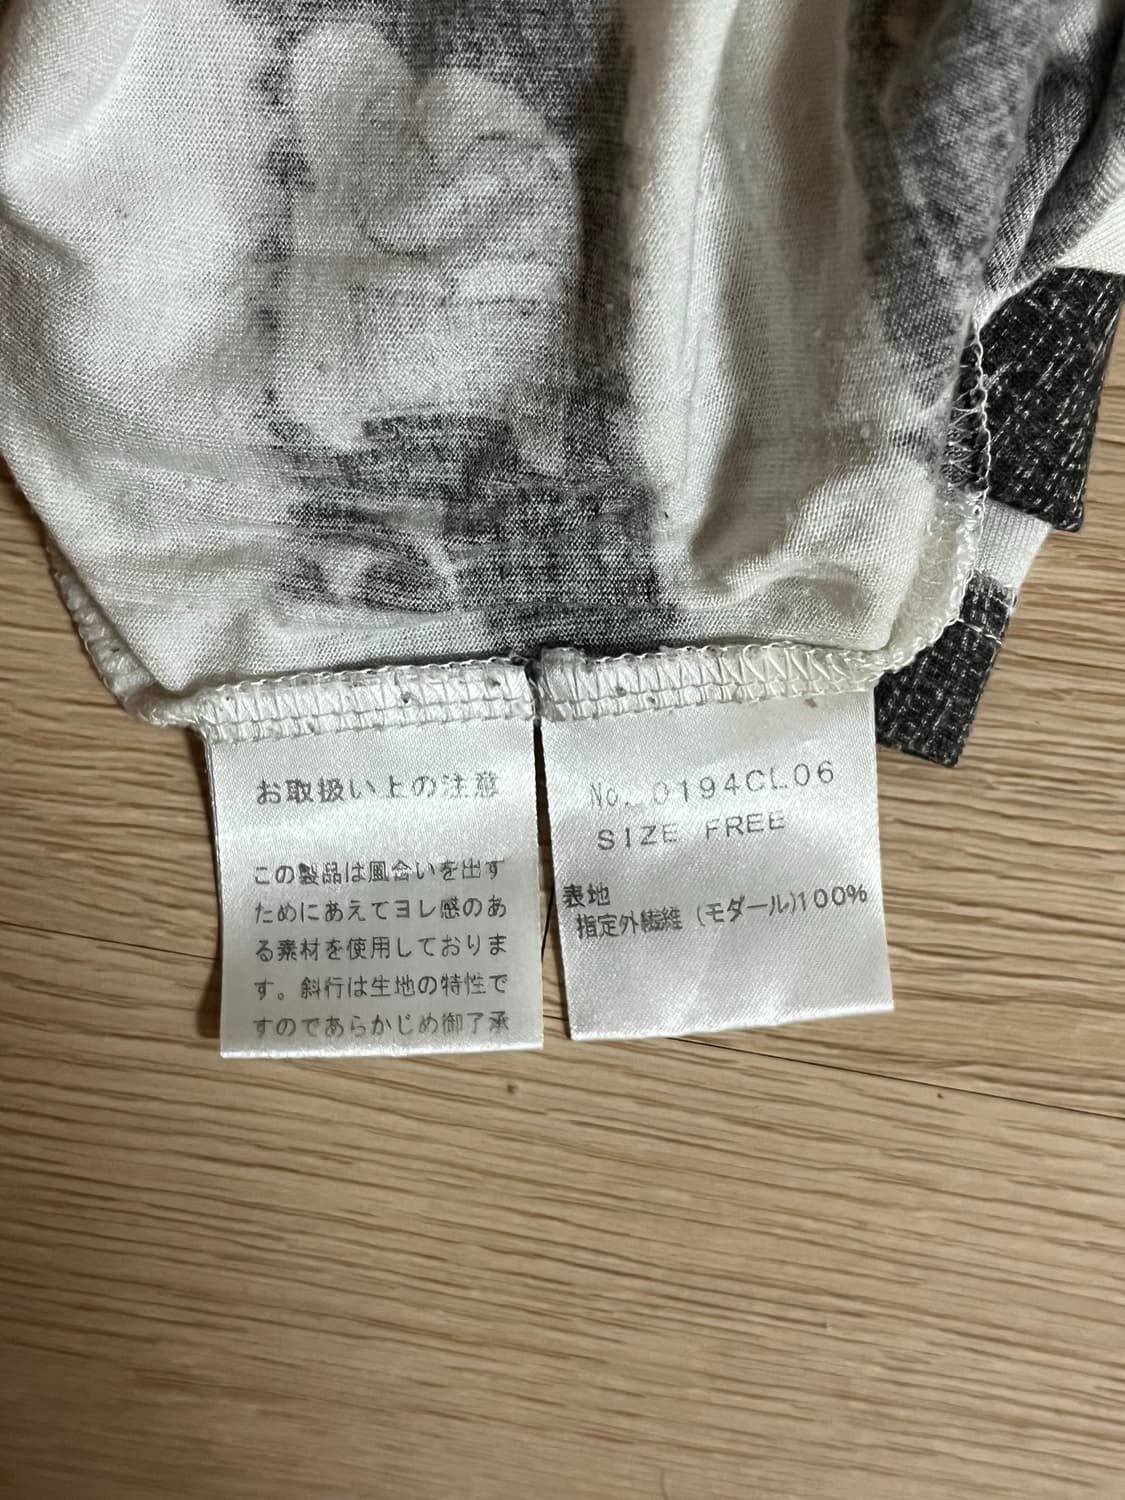 お取扱い上の注意
この製品は風合いを出す
ためにあえてヨレ感のあ
る素材を使用しておりま
す。斜行は生地の特性で
すのであらかじめ御了承
No. 0194CL06
SIZE FREE
表地
指定外繊維 (モダール)100%